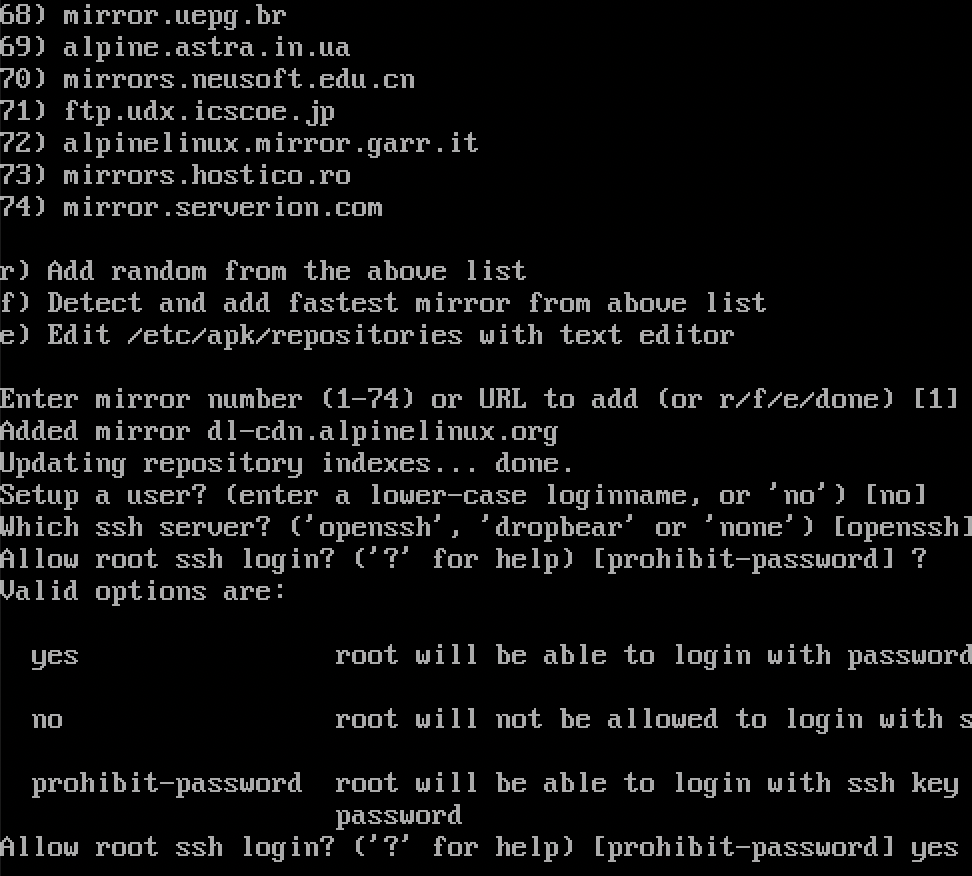 68) mirror.uepg.br
69) alpine.astra.in.ua
70) mirrors.neusoft.edu.cn
71) ftp.udx.icscoe.jp
72) alpinelinux.mirror.garr.it
73) mirrors.hostico.ro
74) mirror.serverion.com
r) Add random from the above list
f) Detect and add fastest mirror from above list
e) Edit /etc/apk/repositories with text editor
Enter mirror number (1-74) or URL to add (or r/f/e/done) [1]
Added mirror dl-cdn.alpinelinux.org
Updating repository indexes... done.
Setup a user? (enter a lower-case loginname, or 'no') [no]
Which ssh server? ('openssh', 'dropbear' or 'none') [openssh]
Allow root ssh login? ('?' for help) [prohibit-password] ?
Valid options are:
yes root will be able to login with password
no root will not be allowed to login with s
prohibit-password root will be able to login with ssh key
password
Allow root ssh login? ('?' for help) [prohibit-password] yes